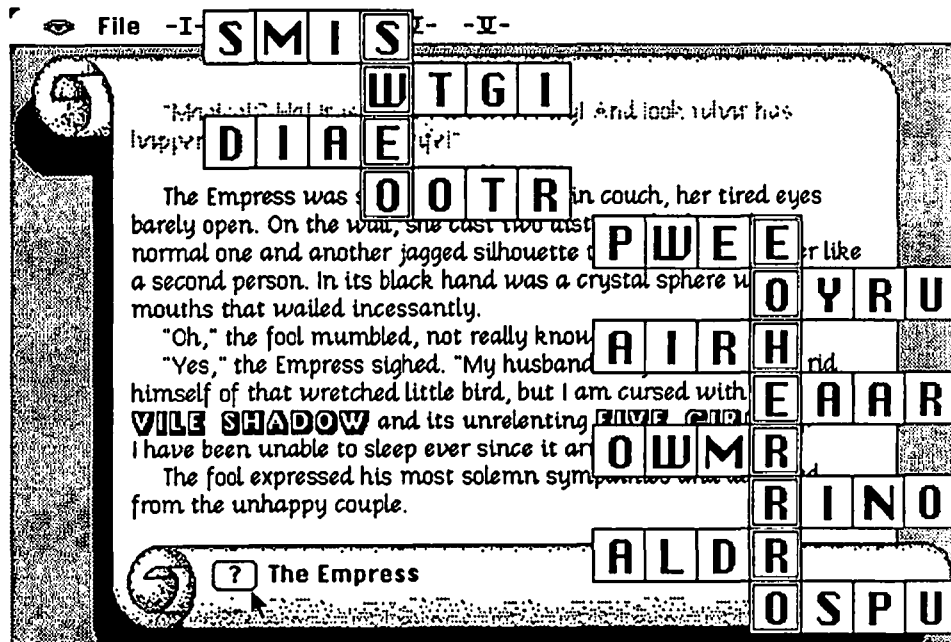 File -I- S M I S -V-
W T G I
And look what has
D I A E
The Empress was O O T R in couch, her tired eyes
barely open. On the wall, she cast two
normal one and another jagged silhouette P W E E like
a second person. In its black hand was a crystal sphere O Y R U
mouths that wailed incessantly.
"Oh," the fool mumbled, not really A I R H
"Yes," the Empress sighed. "My husband rid
himself of that wretched little bird, but I am cursed with E A A R
VILE SHADOW and its unrelenting FIVE
I have been unable to sleep ever since it O W M R
The fool expressed his most solemn
from the unhappy couple. R I N O
A L D R
? The Empress
O S P U